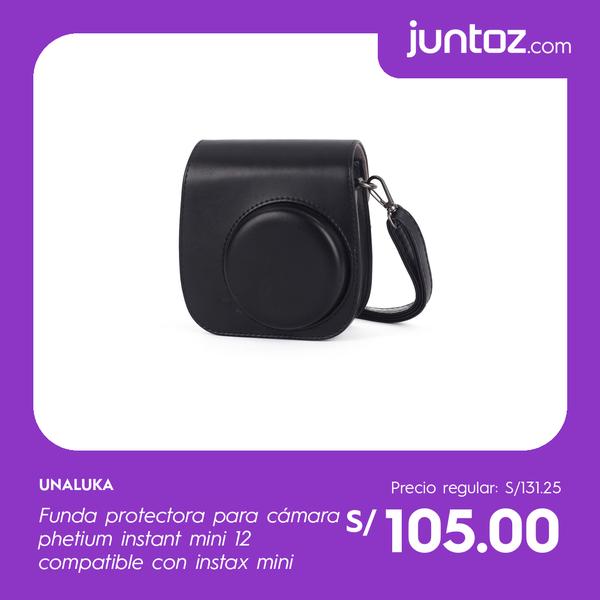 juntoz.com
UNALUKA
Funda protectora para cámara
phetium instant mini 12
compatible con instax mini
Precio regular: S/131.25
S/105.00